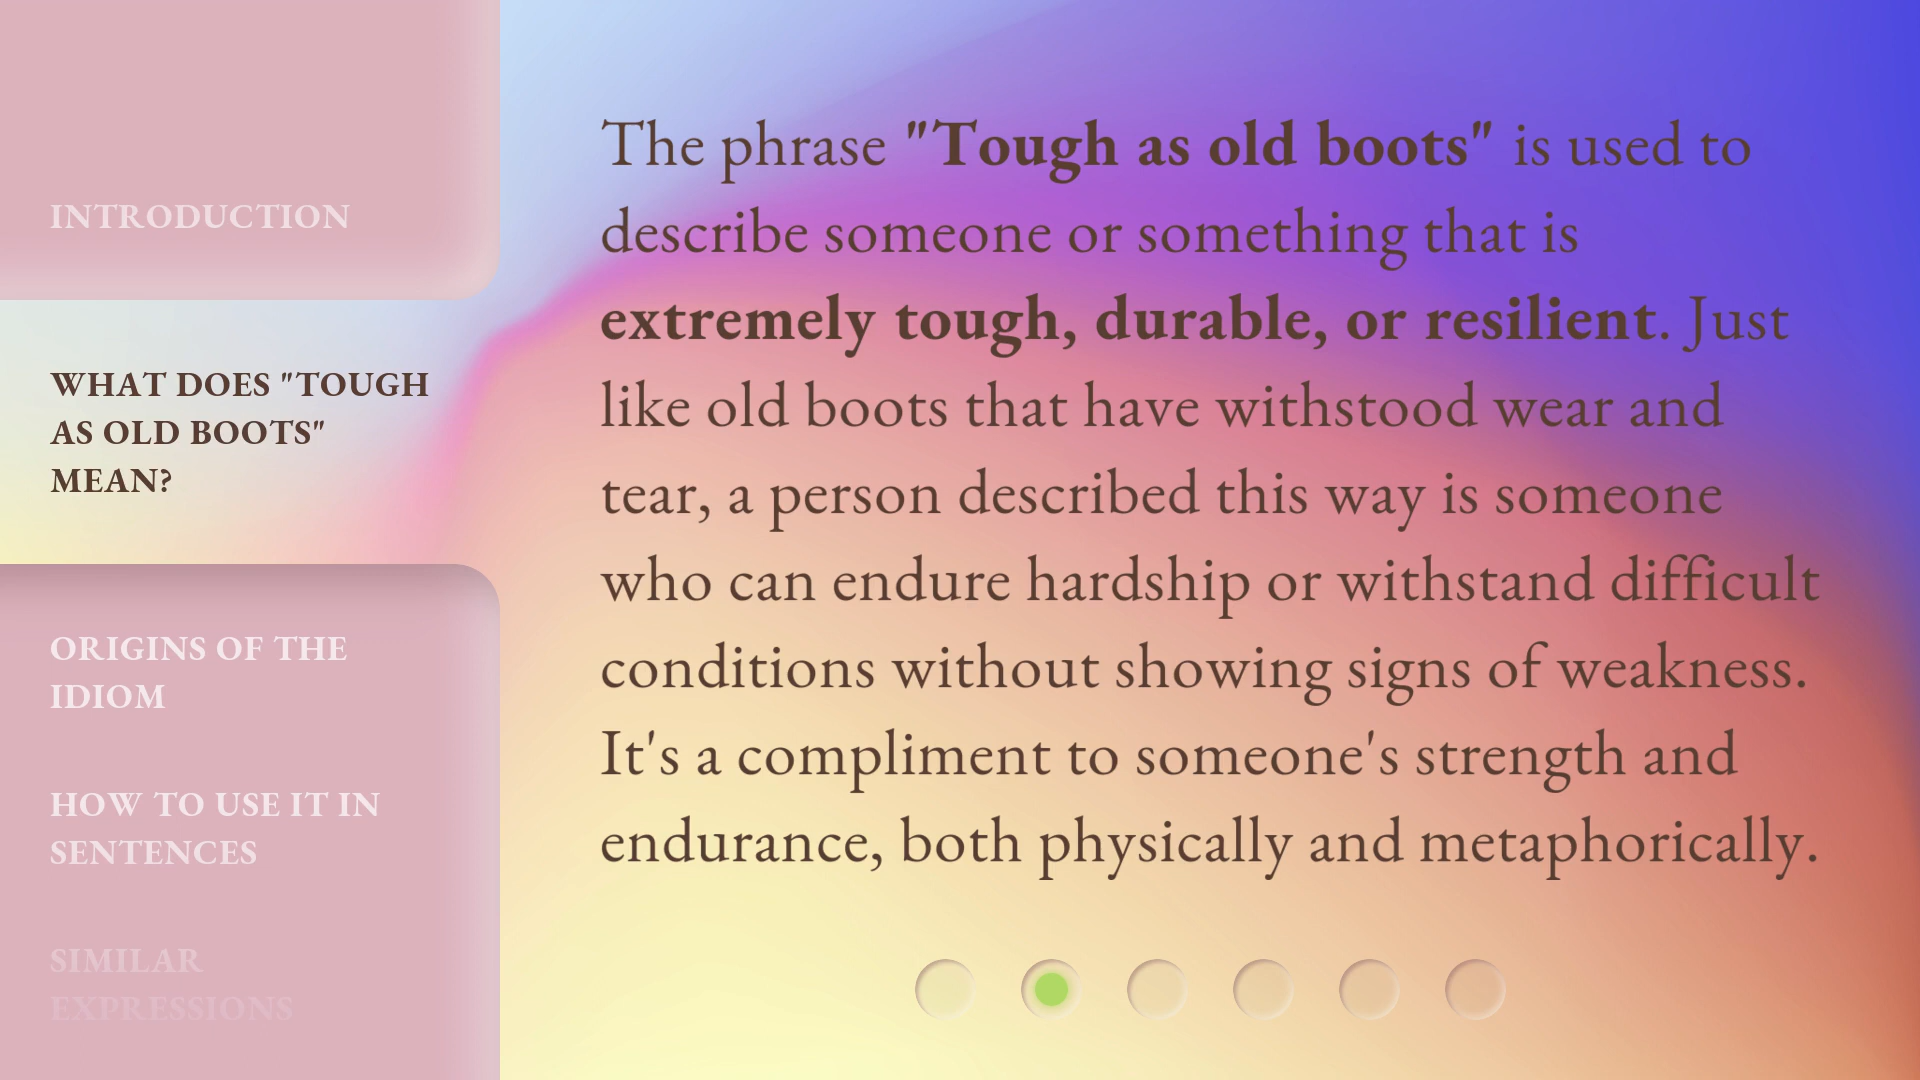 INTRODUCTION
WHAT DOES "TOUGH
AS OLD BOOTS"
MEAN?
ORIGINS OF THE
IDIOM
HOW TO USE IT IN
SENTENCES
SIMILAR
EXPRESSIONS
The phrase "Tough as old boots" is used to
describe someone or something that is
extremely tough, durable, or resilient. Just
like old boots that have withstood wear and
tear, a person described this way is someone
who can endure hardship or withstand difficult
conditions without showing signs of weakness.
It's a compliment to someone's strength and
endurance, both physically and metaphorically.